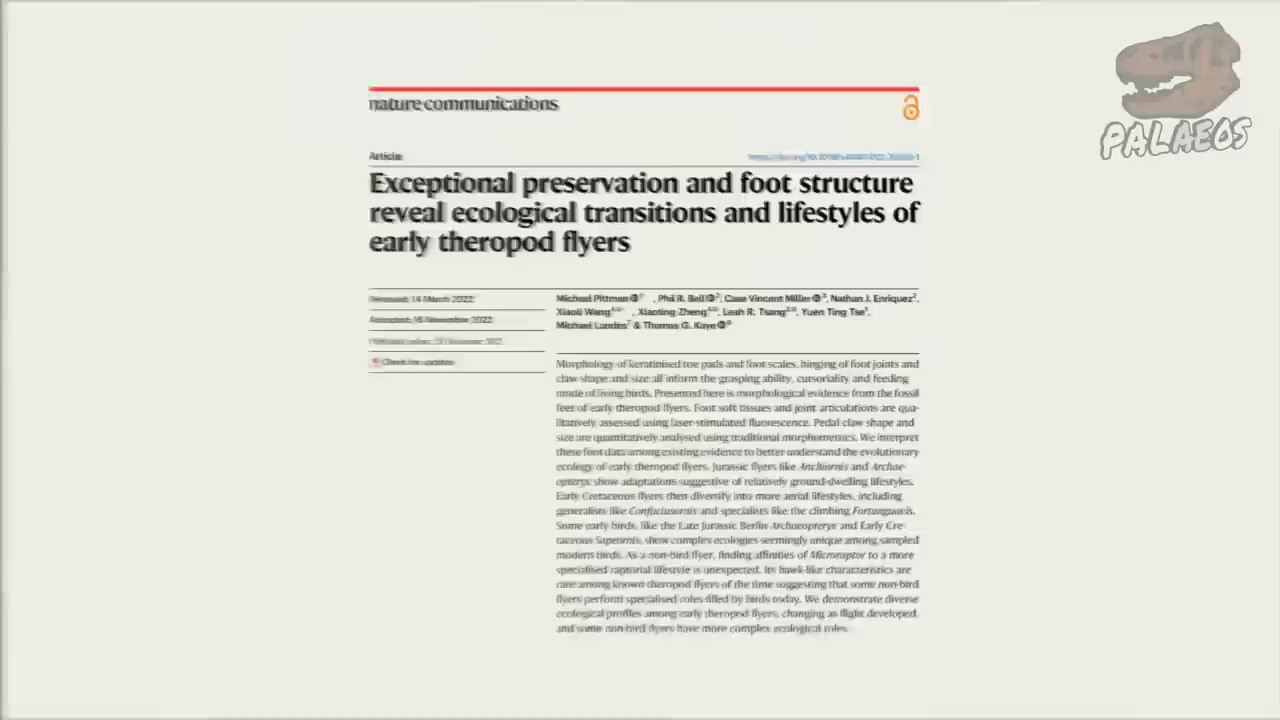 PALAEOS
nature communications
Article
Exceptional preservation and foot structure
reveal ecological transitions and lifestyles of
early theropod flyers
Received: 14 March 2022
Accepted: 16 November 2022
Check for updates
Michael Pittman, Phil R. Bell, Case Vincent Miller, Nathan J. Enriquez,
Xiaoli Wang, Xiaoting Zheng, Leah R. Tsang, Yuen Ting Tse,
Michael Landes & Thomas G. Kaye
Morphology of keratinised toe pads and foot scales, hinging of foot joints and
claw shape and size all inform the grasping ability, cursoriality and feeding
mode of living birds. Presented here is morphological evidence from the fossil
feet of early theropod flyers. Foot soft tissues and joint articulations are qua-
litatively assessed using laser-stimulated fluorescence. Pedal claw shape and
size are quantitatively analysed using traditional morphometrics. We interpret
these foot data among existing evidence to better understand the evolutionary
ecology of early theropod flyers. Jurassic flyers like Anchiornis and Archae-
opteryx show adaptations suggestive of relatively ground-dwelling lifestyles.
Early Cretaceous flyers then diversify into more aerial lifestyles, including
generalists like Confuciusornis and specialists like the climbing Fortunguavis.
Some early birds, like the Late Jurassic Berlin Archaeopteryx and Early Cre-
taceous Sapeornis, show complex ecologies seemingly unique among sampled
modern birds. As a non-bird flyer, finding affinities of Microraptor to a more
specialised raptorial lifestyle is unexpected. Its hawk-like characteristics are
rare among known theropod flyers of the time suggesting that some non-bird
flyers perform specialised roles filled by birds today. We demonstrate diverse
ecological profiles among early theropod flyers, changing as flight developed,
and some non-bird flyers have more complex ecological roles.